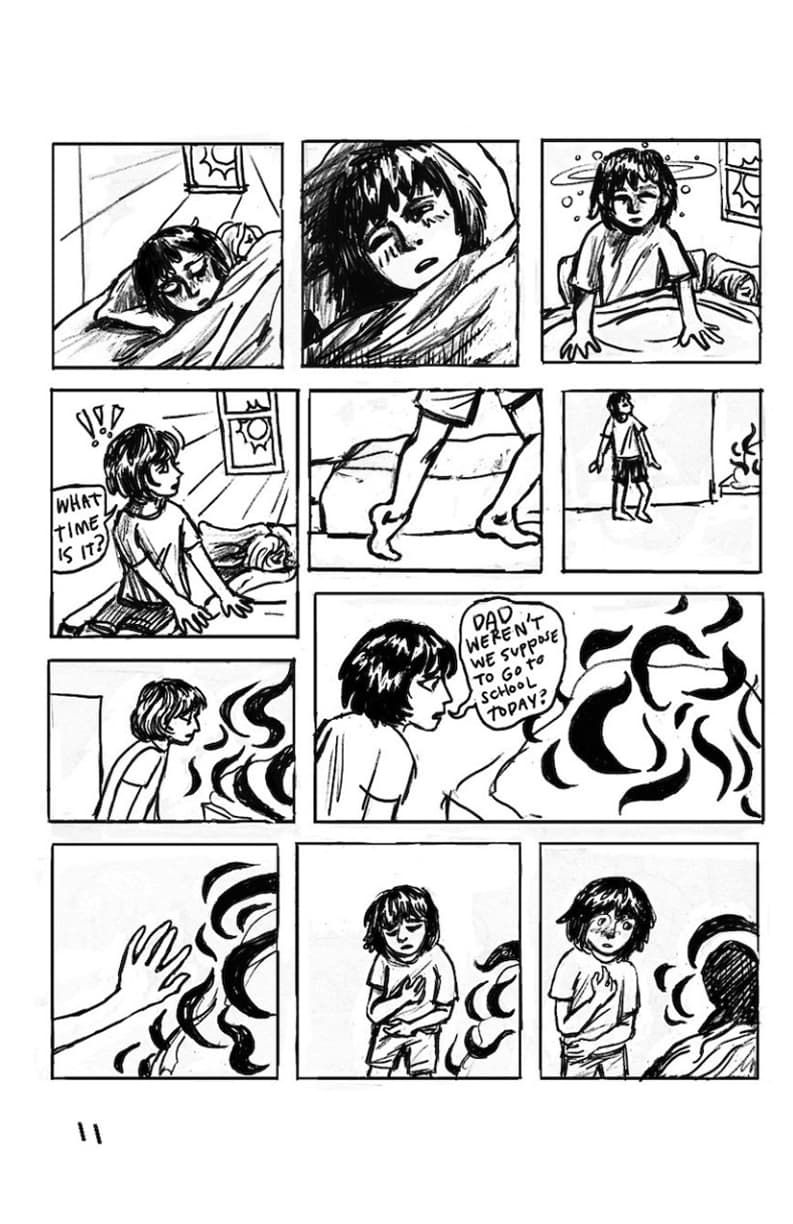 !!!
WHAT
TIME
IS IT?
DAD
WEREN'T
WE SUPPOSE
TO GO TO
SCHOOL
TODAY?
11